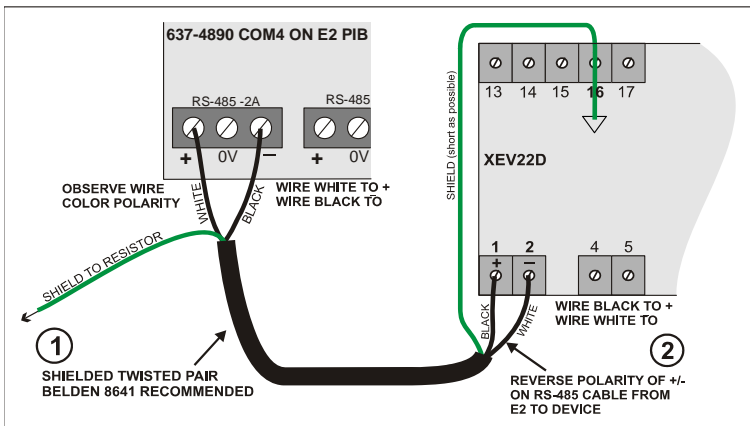 637-4890 COM4 ON E2 PIB
RS-485 -2A
RS-485
+ 0V –
+ 0V
OBSERVE WIRE
COLOR POLARITY
WHITE
BLACK
WIRE WHITE TO +
WIRE BLACK TO
SHIELD TO RESISTOR
1
SHIELDED TWISTED PAIR
BELDEN 8641 RECOMMENDED
SHIELD (short as possible)
13 14 15 16 17
XEV22D
1 2 4 5
+ –
BLACK
WHITE
WIRE BLACK TO +
WIRE WHITE TO
2
REVERSE POLARITY OF +/-
ON RS-485 CABLE FROM
E2 TO DEVICE